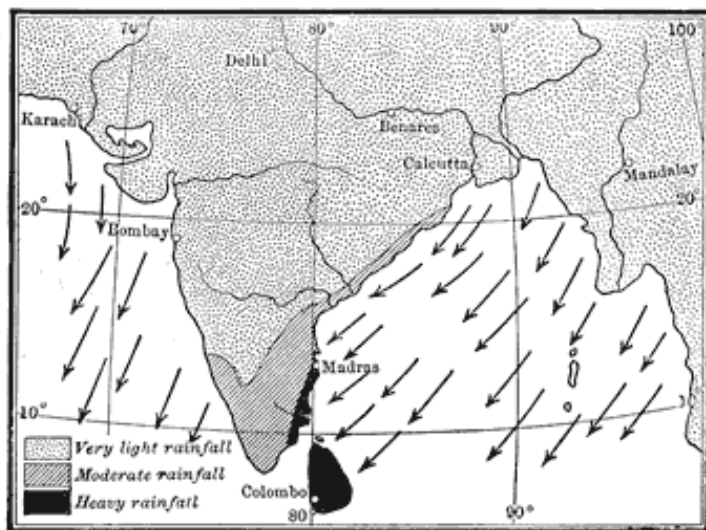 70°
80°
90
100
Delhi
Karachi
Benares
Calcutta
Mandalay
20°
20°
Bombay
Madras
10°
Very light rainfall
Moderate rainfall
Heavy rainfall
Colombo
80°
90°